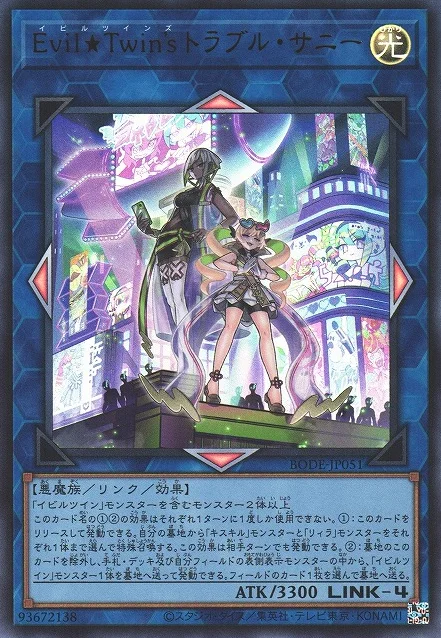 イビルツインズ
Evil★Twin'sトラブル・サニー
光
BODE-JP051
【悪魔族／リンク／効果】
「イビルツイン」モンスターを含むモンスター2体以上
このカード名の①②の効果はそれぞれ1ターンに1度しか使用できない。①：このカードを
リリースして発動できる。自分の墓地から「キスキル」モンスターと「リィラ」モンスターをそれ
ぞれ1体まで選んで特殊召喚する。この効果は相手ターンでも発動できる。②：墓地のこの
カードを除外し、手札・デッキ及び自分フィールドの表側表示モンスターの中から、「イビルツ
イン」モンスター1体を墓地へ送って発動できる。フィールドのカード1枚を選んで墓地へ送る。
ATK/3300 LINK-4
93672138
©スタジオ・ダイス／集英社・テレビ東京・KONAMI